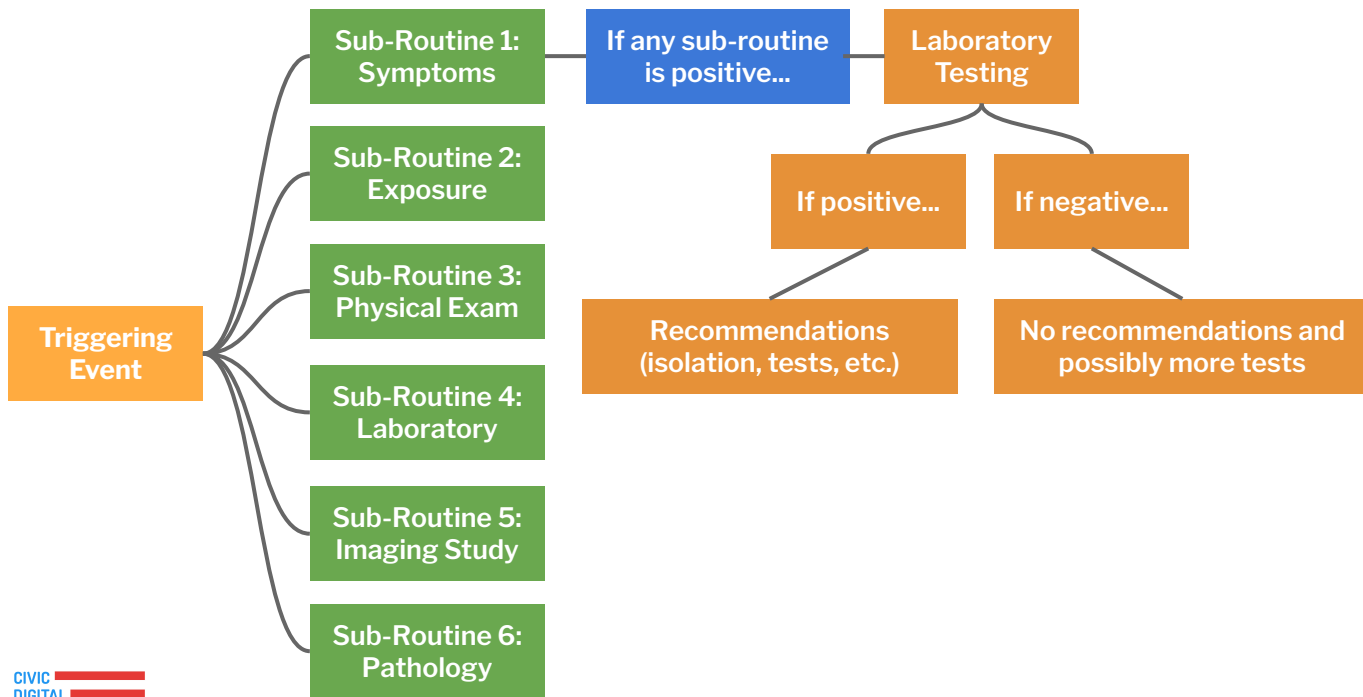 Sub-Routine 1:
Symptoms
If any sub-routine
is positive...
Laboratory
Testing
Sub-Routine 2:
Exposure
If positive...
If negative...
Sub-Routine 3:
Physical Exam
Triggering
Event
Recommendations
(isolation, tests, etc.)
No recommendations and
possibly more tests
Sub-Routine 4:
Laboratory
Sub-Routine 5:
Imaging Study
Sub-Routine 6:
Pathology
CIVIC
DIGITAL